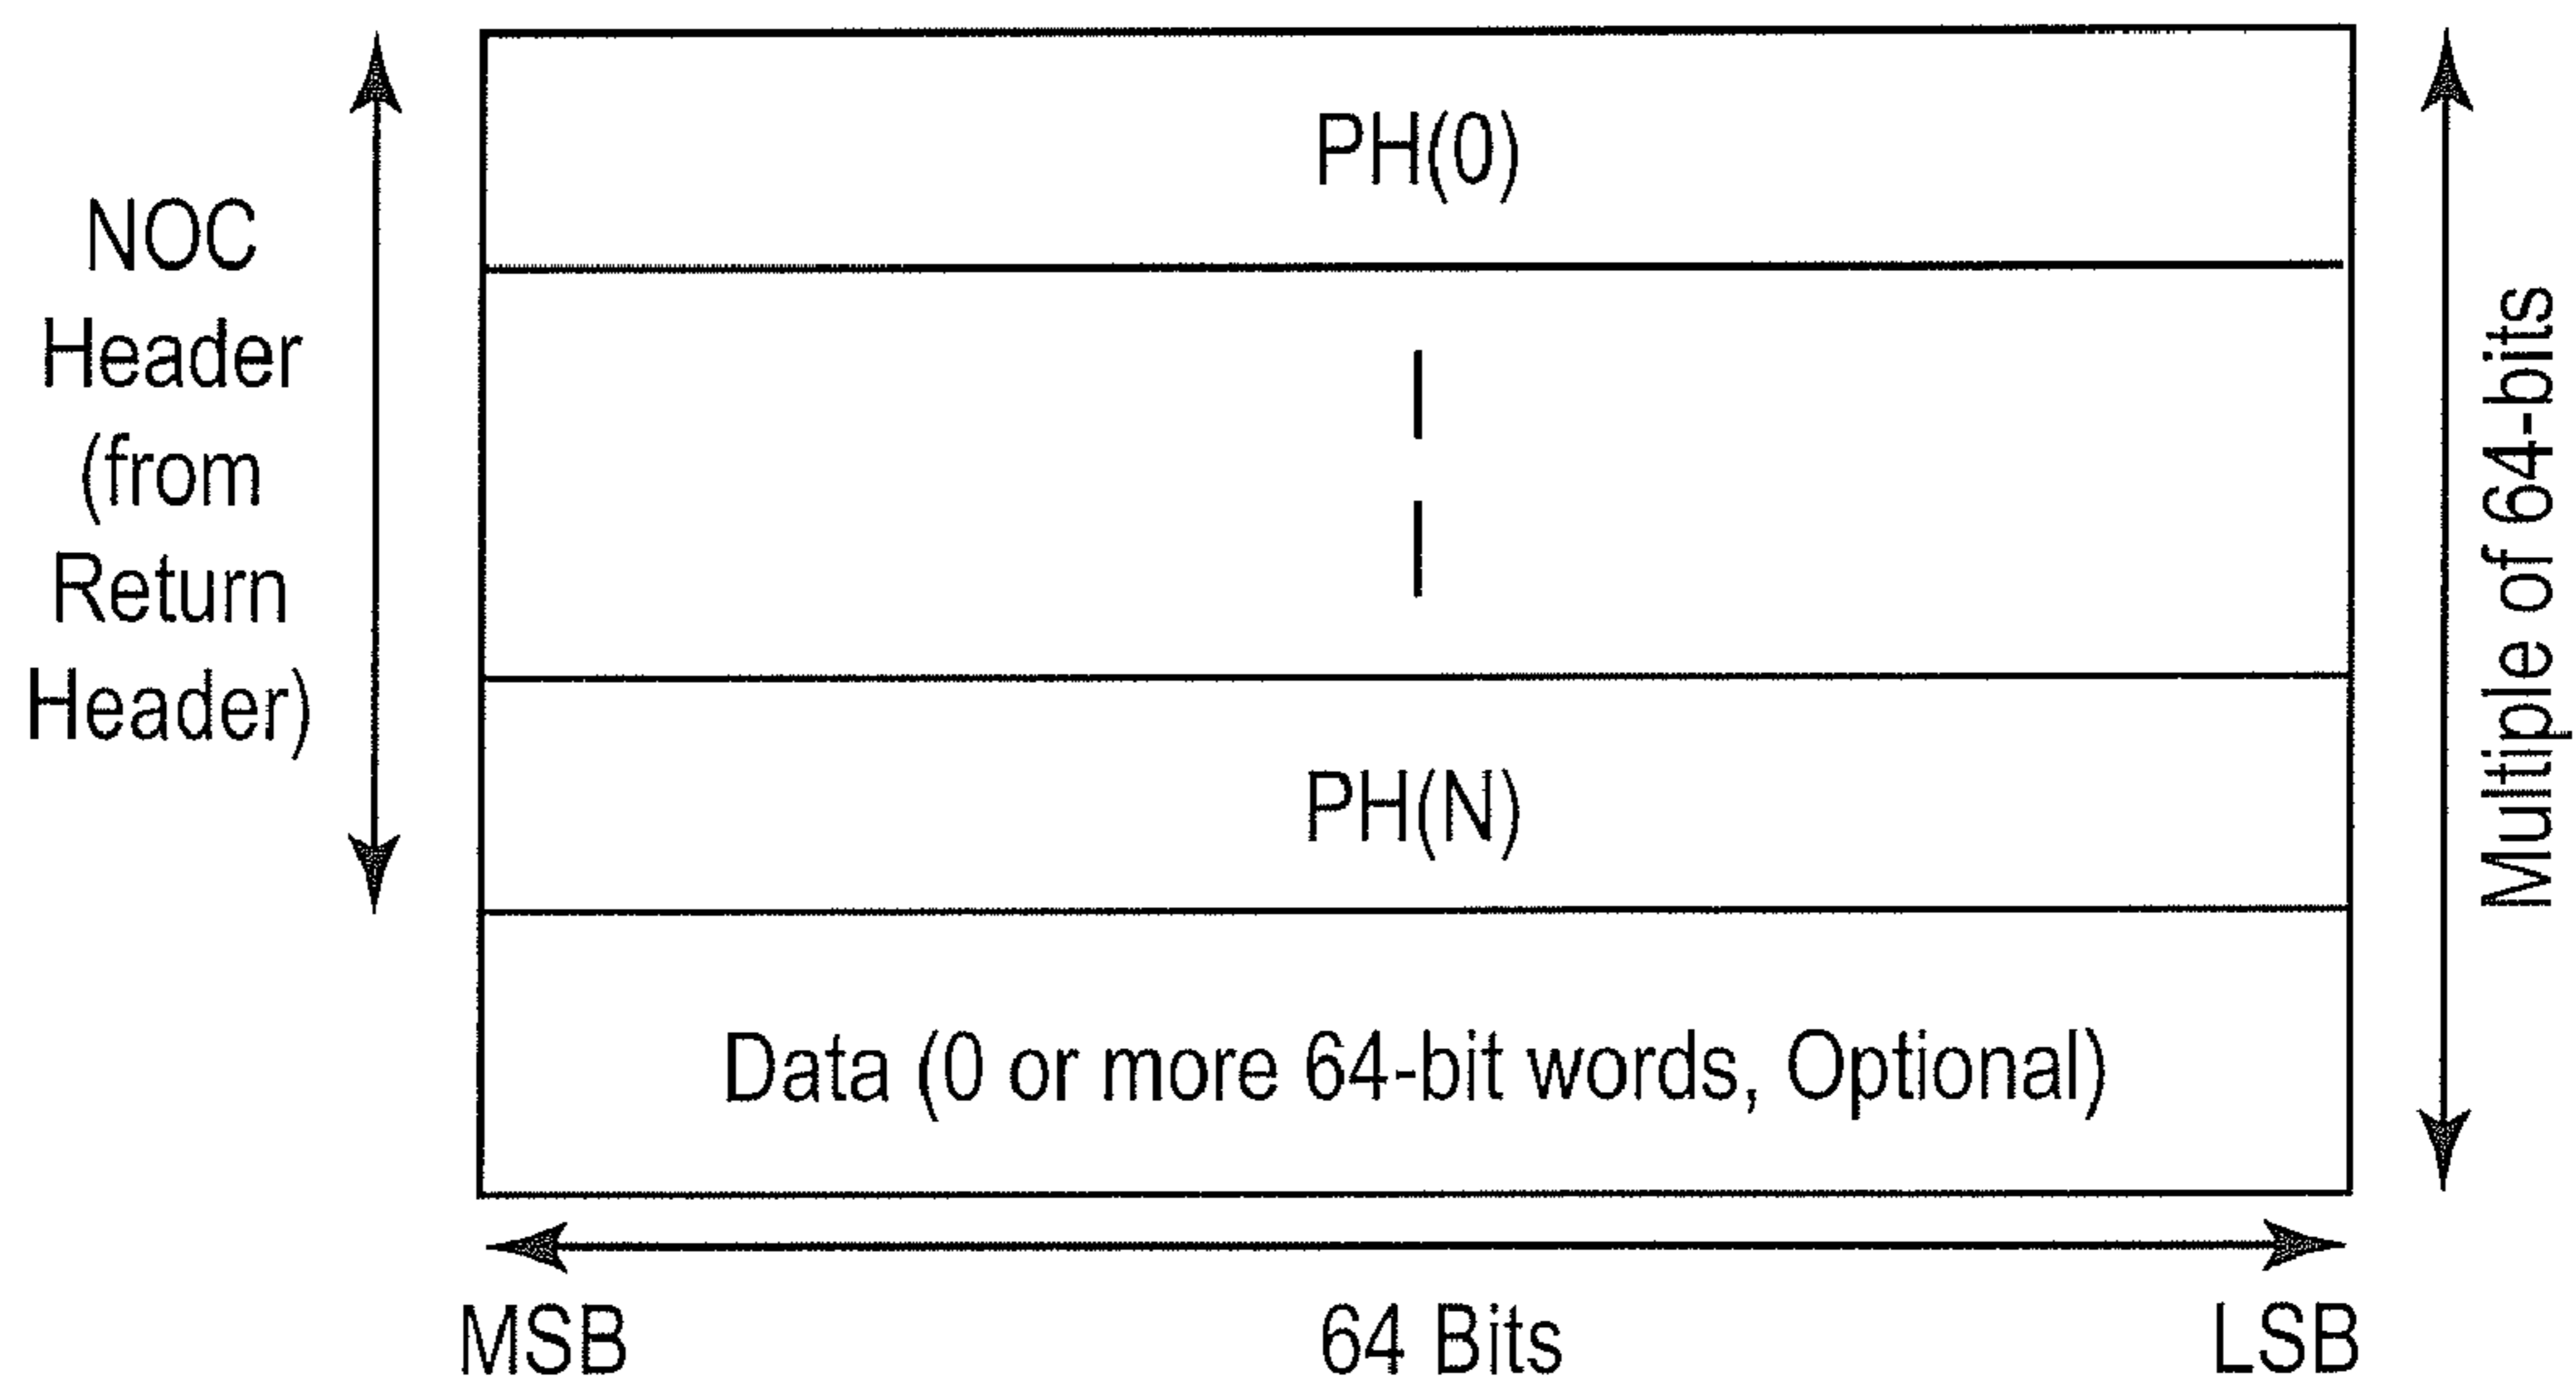 NOC
Header
(from
Return
Header)
PH(0)
PH(N)
Data (0 or more 64-bit words, Optional)
Multiple of 64-bits
MSB
64 Bits
LSB